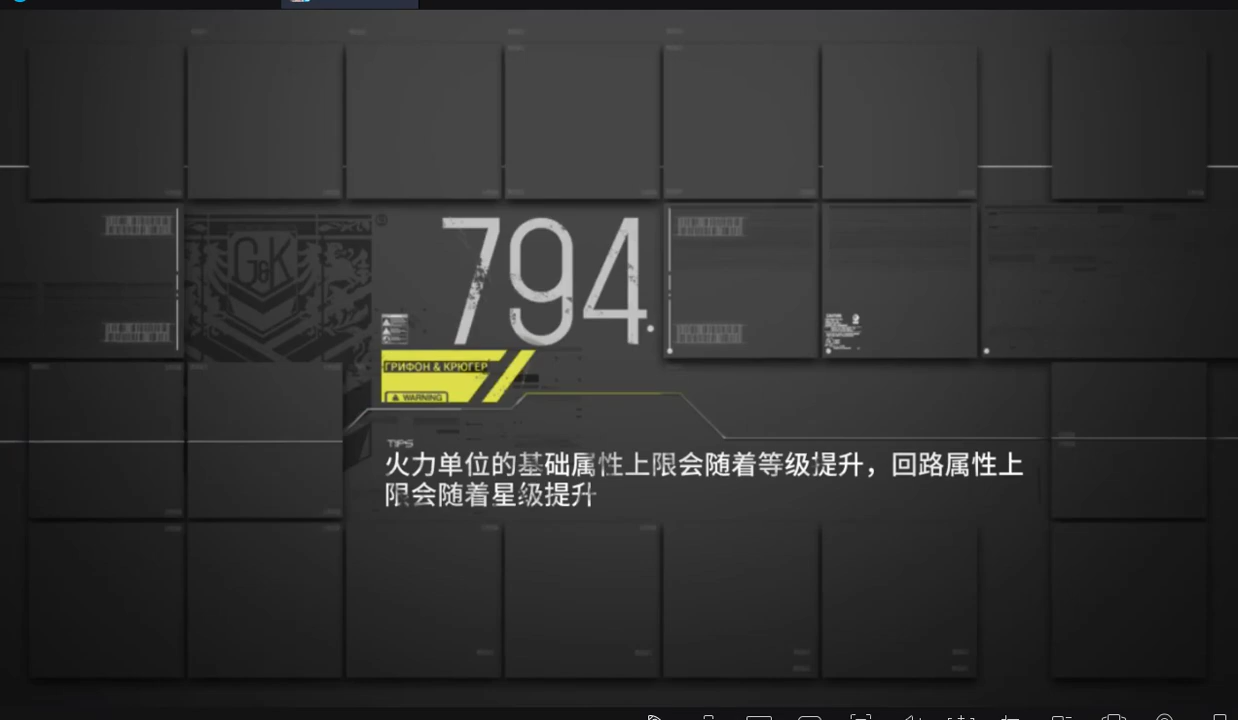 G&K
794.
ГРИФОН & КРЮГЕР
WARNING
TIPS
火力单位的基础属性上限会随着等级提升，回路属性上
限会随着星级提升